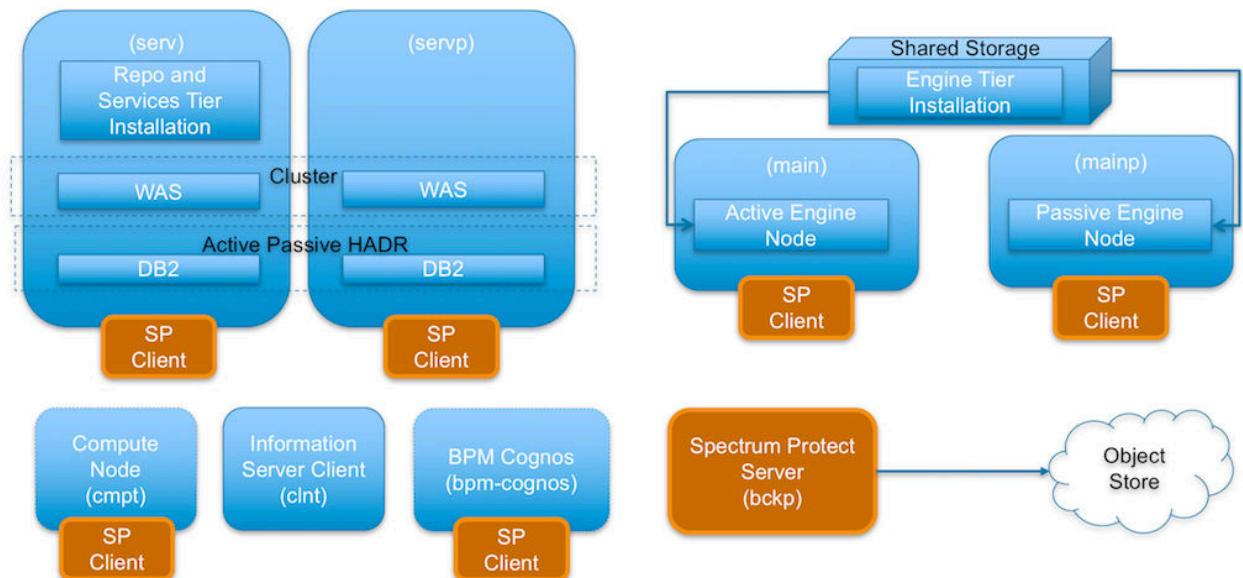 (serv)
Repo and
Services Tier
Installation
WAS
DB2
SP
Client
(servp)
Cluster
WAS
Active Passive HADR
DB2
SP
Client
Shared Storage
Engine Tier
Installation
(main)
Active Engine
Node
SP
Client
(mainp)
Passive Engine
Node
SP
Client
Compute
Node
(cmpt)
SP
Client
Information
Server Client
(clnt)
BPM Cognos
(bpm-cognos)
SP
Client
Spectrum Protect
Server
(bckp)
Object
Store